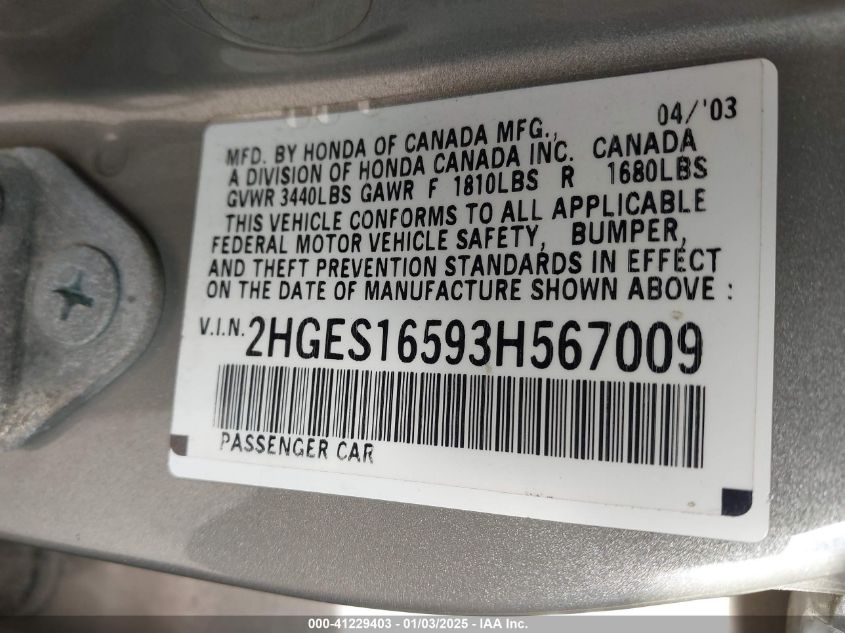 04/'03
MFD. BY HONDA OF CANADA MFG.,
A DIVISION OF HONDA CANADA INC. CANADA
GVWR 3440LBS GAWR F 1810LBS R 1680LBS
THIS VEHICLE CONFORMS TO ALL APPLICABLE
FEDERAL MOTOR VEHICLE SAFETY, BUMPER,
AND THEFT PREVENTION STANDARDS IN EFFECT
ON THE DATE OF MANUFACTURE SHOWN ABOVE :
V.I.N. 2HGES16593H567009
PASSENGER CAR
000-41229403 - 01/03/2025 - IAA Inc.